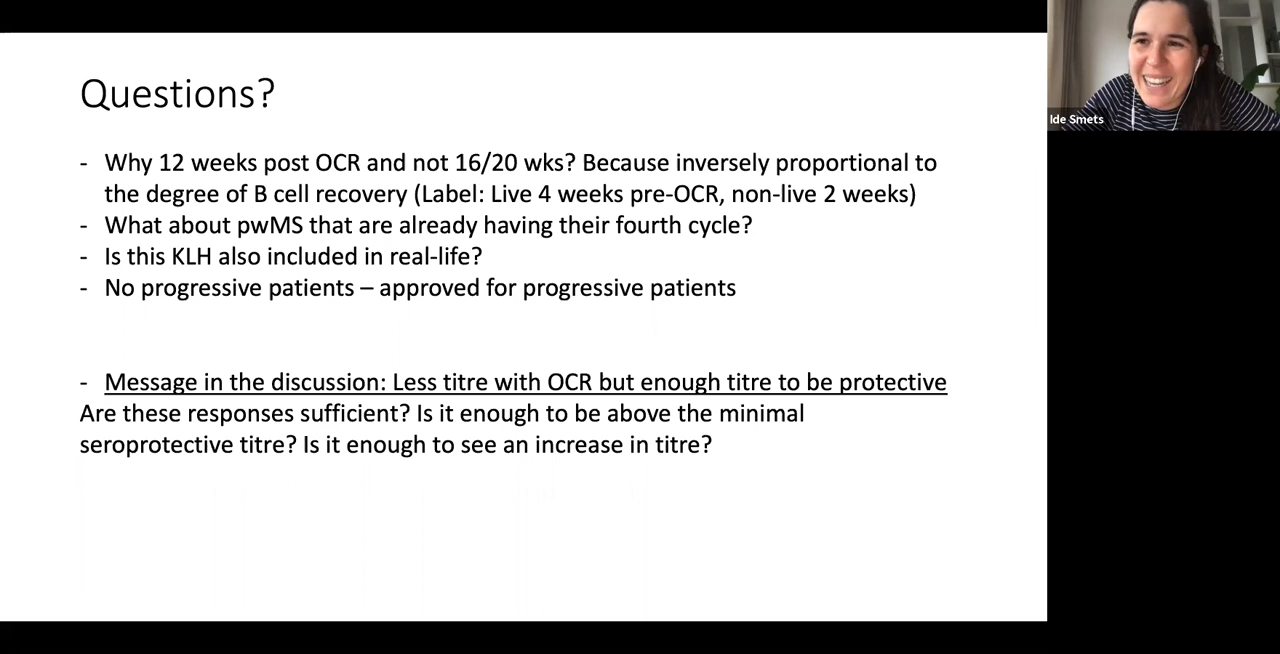 Questions?
- Why 12 weeks post OCR and not 16/20 wks? Because inversely proportional to
the degree of B cell recovery (Label: Live 4 weeks pre-OCR, non-live 2 weeks)
- What about pwMS that are already having their fourth cycle?
- Is this KLH also included in real-life?
- No progressive patients – approved for progressive patients
- Message in the discussion: Less titre with OCR but enough titre to be protective
Are these responses sufficient? Is it enough to be above the minimal
seroprotective titre? Is it enough to see an increase in titre?
Ide Smets